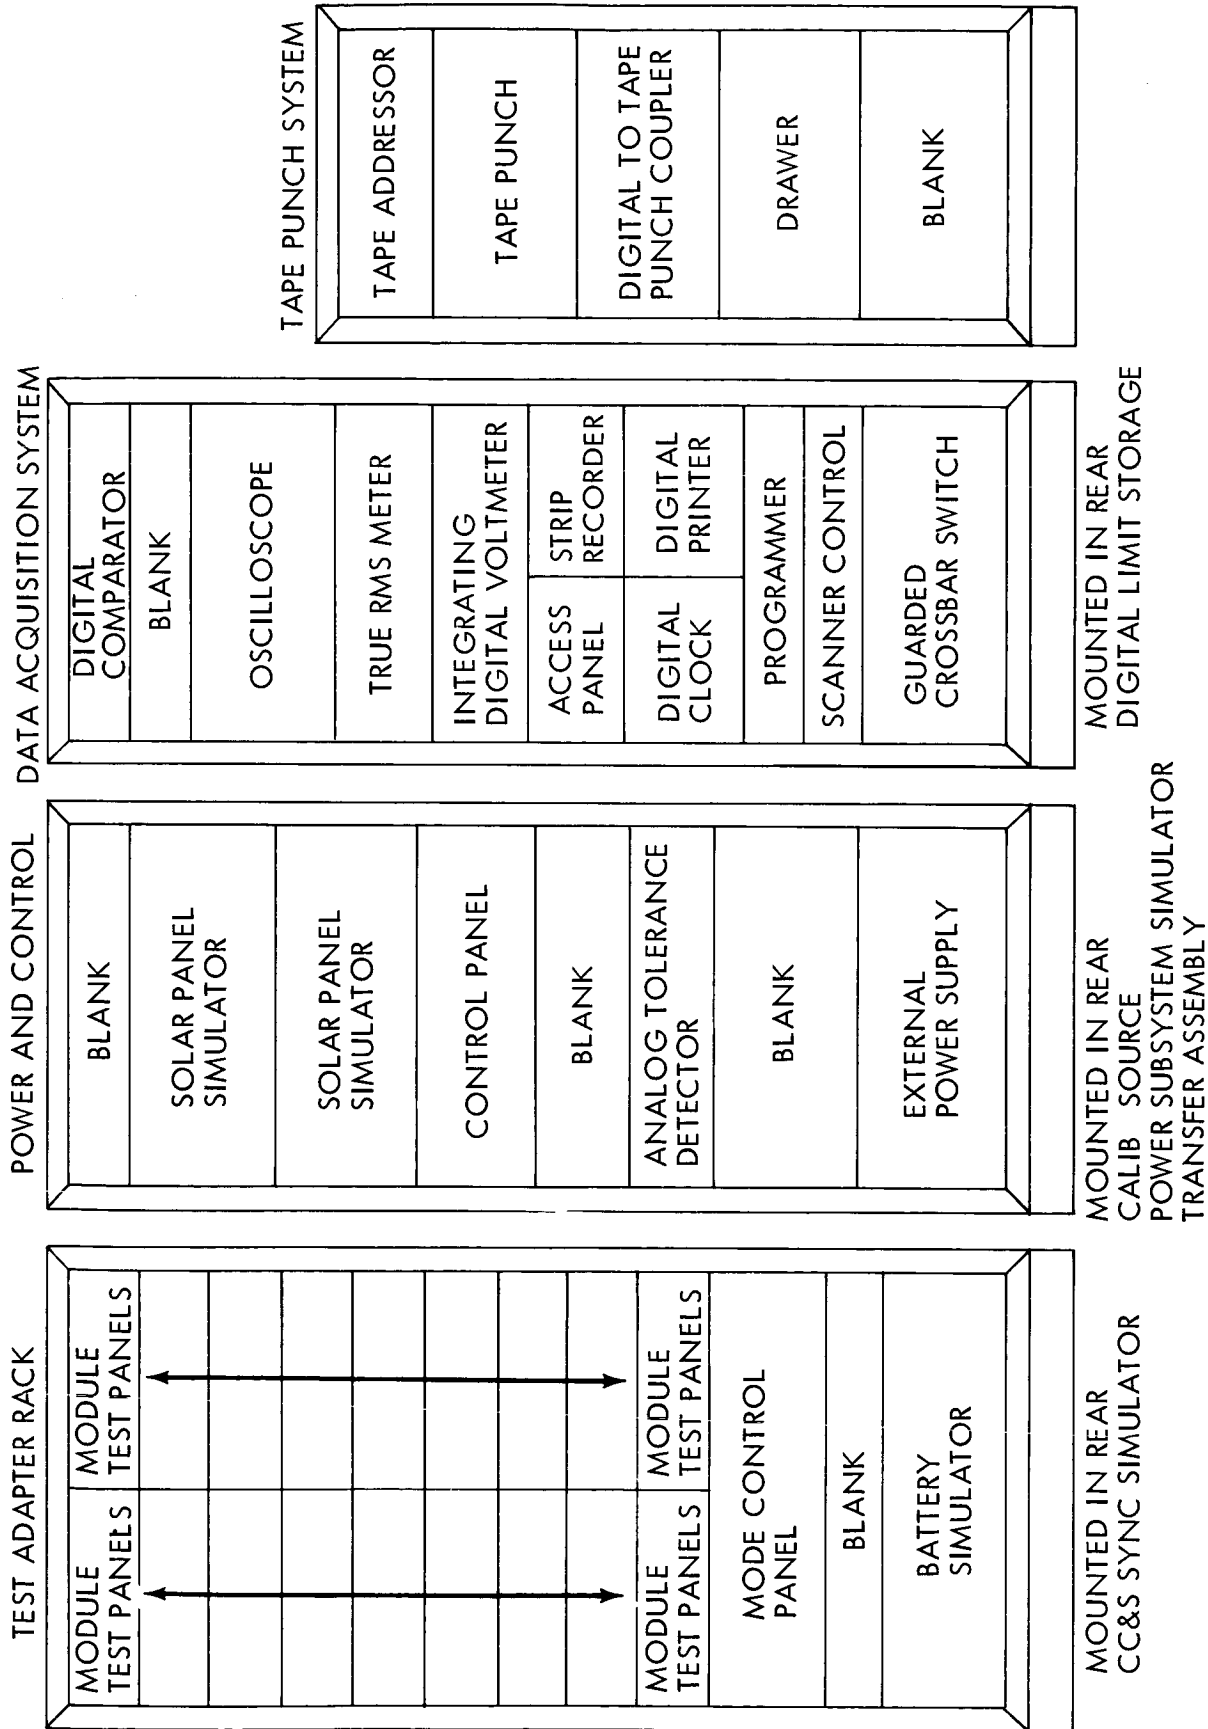 TEST ADAPTER RACK
MODULE
TEST PANELS
MODULE
TEST PANELS
MODULE
TEST PANELS
MODULE
TEST PANELS
MODE CONTROL
PANEL
BLANK
BATTERY
SIMULATOR
MOUNTED IN REAR
CC&S SYNC SIMULATOR
POWER AND CONTROL
BLANK
SOLAR PANEL
SIMULATOR
SOLAR PANEL
SIMULATOR
CONTROL PANEL
BLANK
ANALOG TOLERANCE
DETECTOR
BLANK
EXTERNAL
POWER SUPPLY
MOUNTED IN REAR
CALIB SOURCE
POWER SUBSYSTEM SIMULATOR
TRANSFER ASSEMBLY
DATA ACQUISITION SYSTEM
DIGITAL
COMPARATOR
BLANK
OSCILLOSCOPE
TRUE RMS METER
INTEGRATING
DIGITAL VOLTMETER
ACCESS
PANEL
STRIP
RECORDER
DIGITAL
CLOCK
DIGITAL
PRINTER
PROGRAMMER
SCANNER CONTROL
GUARDED
CROSSBAR SWITCH
MOUNTED IN REAR
DIGITAL LIMIT STORAGE
TAPE PUNCH SYSTEM
TAPE ADDRESSOR
TAPE PUNCH
DIGITAL TO TAPE
PUNCH COUPLER
DRAWER
BLANK